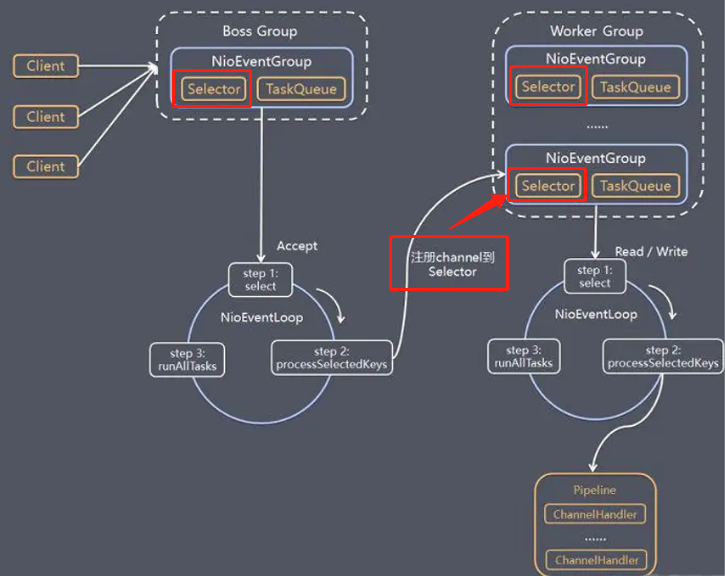 Client
Client
Client
Boss Group
NioEventGroup
Selector
TaskQueue
Accept
step 1:
select
NioEventLoop
step 2:
processSelectedKeys
step 3:
runAllTasks
注册channel到
Selector
Worker Group
NioEventGroup
Selector
TaskQueue
......
NioEventGroup
Selector
TaskQueue
Read / Write
step 1:
select
NioEventLoop
step 2:
processSelectedKeys
step 3:
runAllTasks
Pipeline
ChannelHandler
......
ChannelHandler